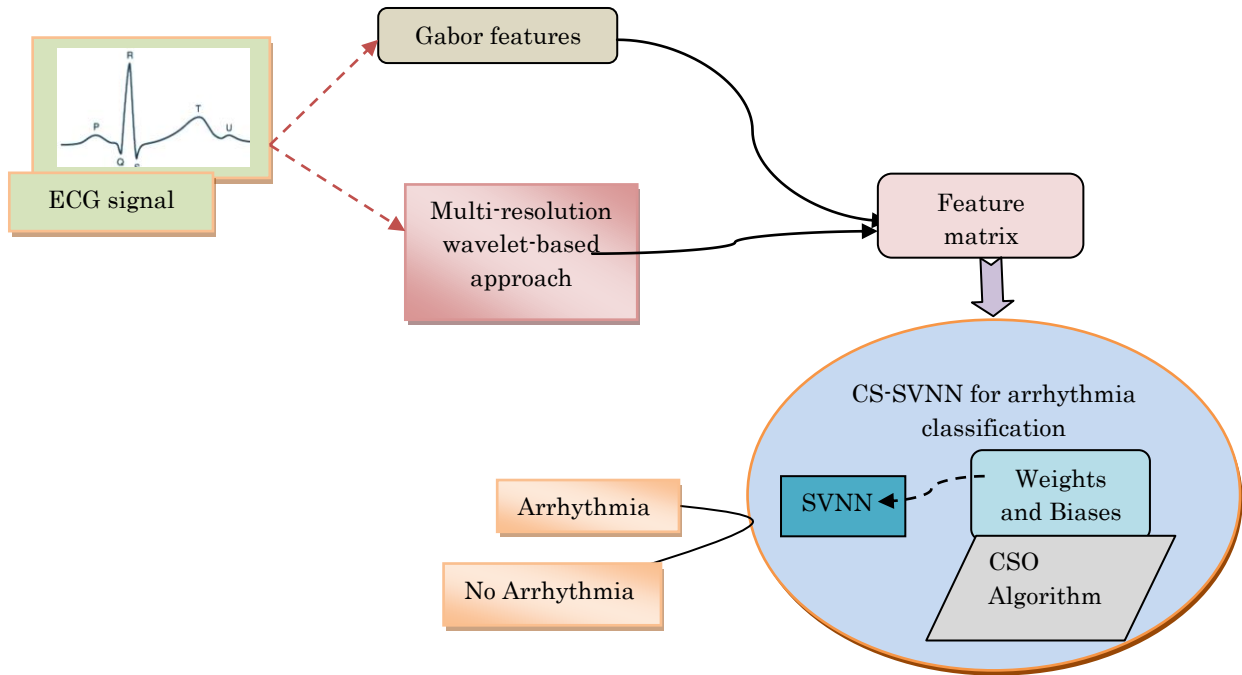 R
P
T
U
Q
ECG signal
Gabor features
Multi-resolution
wavelet-based
approach
Feature
matrix
CS-SVNN for arrhythmia
classification
SVNN
Weights
and Biases
CSO
Algorithm
Arrhythmia
No Arrhythmia